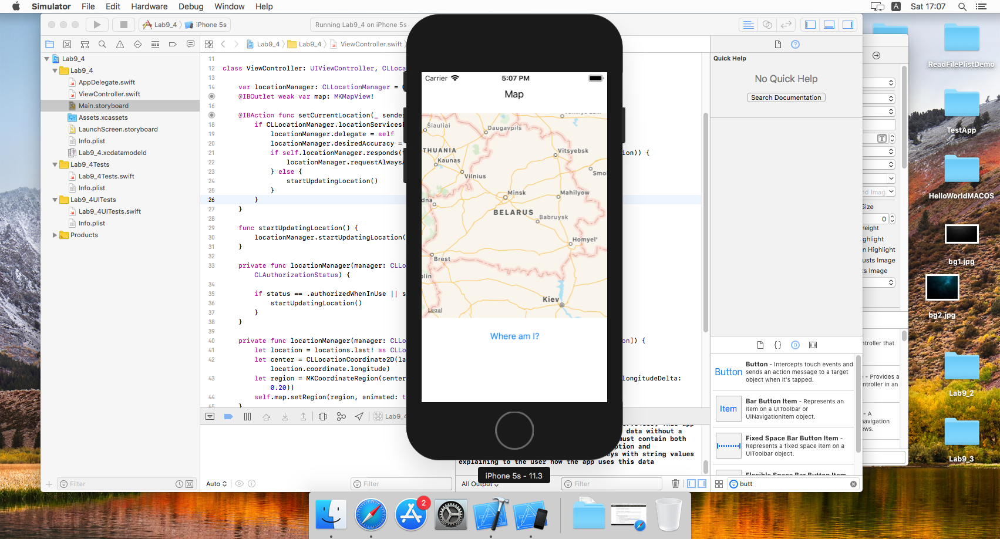 Simulator File Edit Hardware Debug Window Help
A Sat 17:07
Lab9_4 iPhone 5s
Running Lab9_4 on iPhone 5s
Lab9_4 Lab9_4 ViewController.swift
Lab9_4
Lab9_4
AppDelegate.swift
ViewController.swift
Main.storyboard
Assets.xcassets
LaunchScreen.storyboard
Info.plist
Lab9_4.xcdatamodeld
Lab9_4Tests
Lab9_4Tests.swift
Info.plist
Lab9_4UITests
Lab9_4UITests.swift
Info.plist
Products
Filter
11
12 class ViewController: UIViewController, CLLoca
13
14 var locationManager: CLLocationManager =
@IBOutlet weak var map: MKMapView!
16
@IBAction func setCurrentLocation(_ sender
18 if CLLocationManager.locationServicesE
19 locationManager.delegate = self
20 locationManager.desiredAccuracy =
21 if self.locationManager.responds( ion)) {
22 locationManager.requestAlwaysA
23 } else {
24 startUpdatingLocation()
25 }
26 }
27 }
28
29 func startUpdatingLocation() {
30 locationManager.startUpdatingLocation(
31 }
32
33 private func locationManager(manager: CLLo
CLAuthorizationStatus) {
34
35 if status == .authorizedWhenInUse || s
36 startUpdatingLocation()
37 }
38 }
39
40 private func locationManager(manager: CLLo on]) {
41 let location = locations.last! as CLLo
42 let center = CLLocationCoordinate2D(la
location.coordinate.longitude)
43 let region = MKCoordinateRegion(center longitudeDelta:
0.20))
44 self.map.setRegion(region, animated: t
45 }
Lab9_4
This app
data without a
must contain both
ption and
eys with string values
explaining to the user how the app uses this data
Auto
Filter
All Output
Filter
Carrier 5:07 PM
Map
Šiauliai
Daugavpils
THUANIA
Kaunas
Vitsyebsk
Vilnius
Smol
Minsk
Mahilyow
dna
BELARUS
Babruysk
Homyel'
Brest
blin
Kiev
Legal
Where am I?
iPhone 5s - 11.3
Quick Help
No Quick Help
Search Documentation
Button
Button - Intercepts touch events and
sends an action message to a target
object when it's tapped.
Item
Bar Button Item - Represents an
item on a UIToolbar or
UINavigationItem object.
Fixed Space Bar Button Item -
Represents a fixed space item on a
UIToolbar object.
Flexible Space Bar Button Item
butt
T
nd Imag
Size
0
Height
ghlight
n Highlight
usts Image
ts Image
ntroller that
e - Provides a
ntroller in an
- A
navigation
ews.
ReadFilePlistDemo
TestApp
HelloWorldMACOS
bg1.jpg
bg2.jpg
Lab9_2
Lab9_3
2